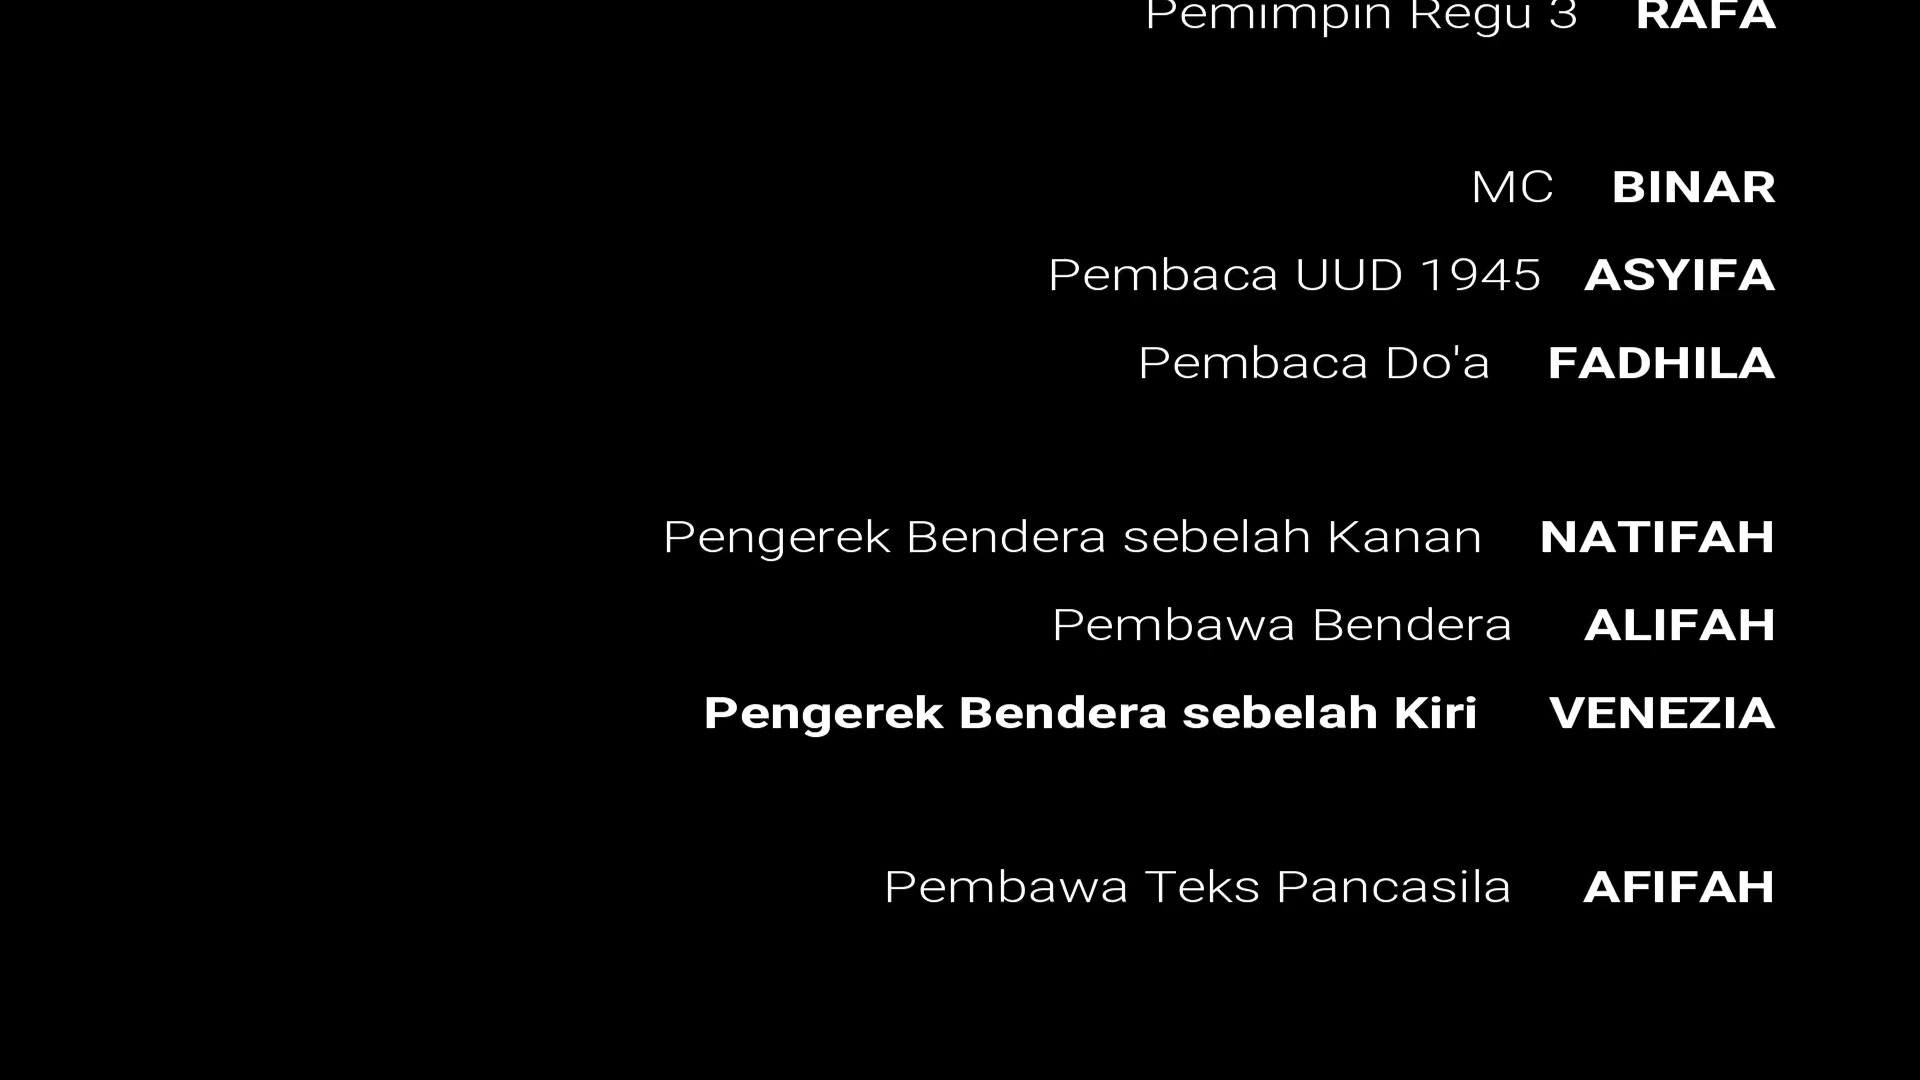 Pemimpin Regu 3 RAFA
MC BINAR
Pembaca UUD 1945 ASYIFA
Pembaca Do'a FADHILA
Pengerek Bendera sebelah Kanan NATIFAH
Pembawa Bendera ALIFAH
Pengerek Bendera sebelah Kiri VENEZIA
Pembawa Teks Pancasila AFIFAH